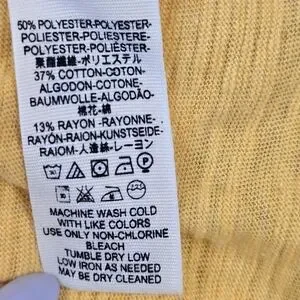 50% POLYESTER-POLYESTER-
POLIESTER-POLIESTERE-
POLYESTER-POLIÉSTER-
聚酯纖維-ポリエステル
37% COTTON-COTON-
ALGODON-COTONE-
BAUMWOLLE-ALGODÃO-
棉花-綿
13% RAYON-RAYONNE-
RAYÓN-RAION-KUNSTSEIDE-
RAIOM-人造絲-レーヨン
MACHINE WASH COLD
WITH LIKE COLORS
USE ONLY NON-CHLORINE
BLEACH
TUMBLE DRY LOW
LOW IRON AS NEEDED
MAY BE DRY CLEANED